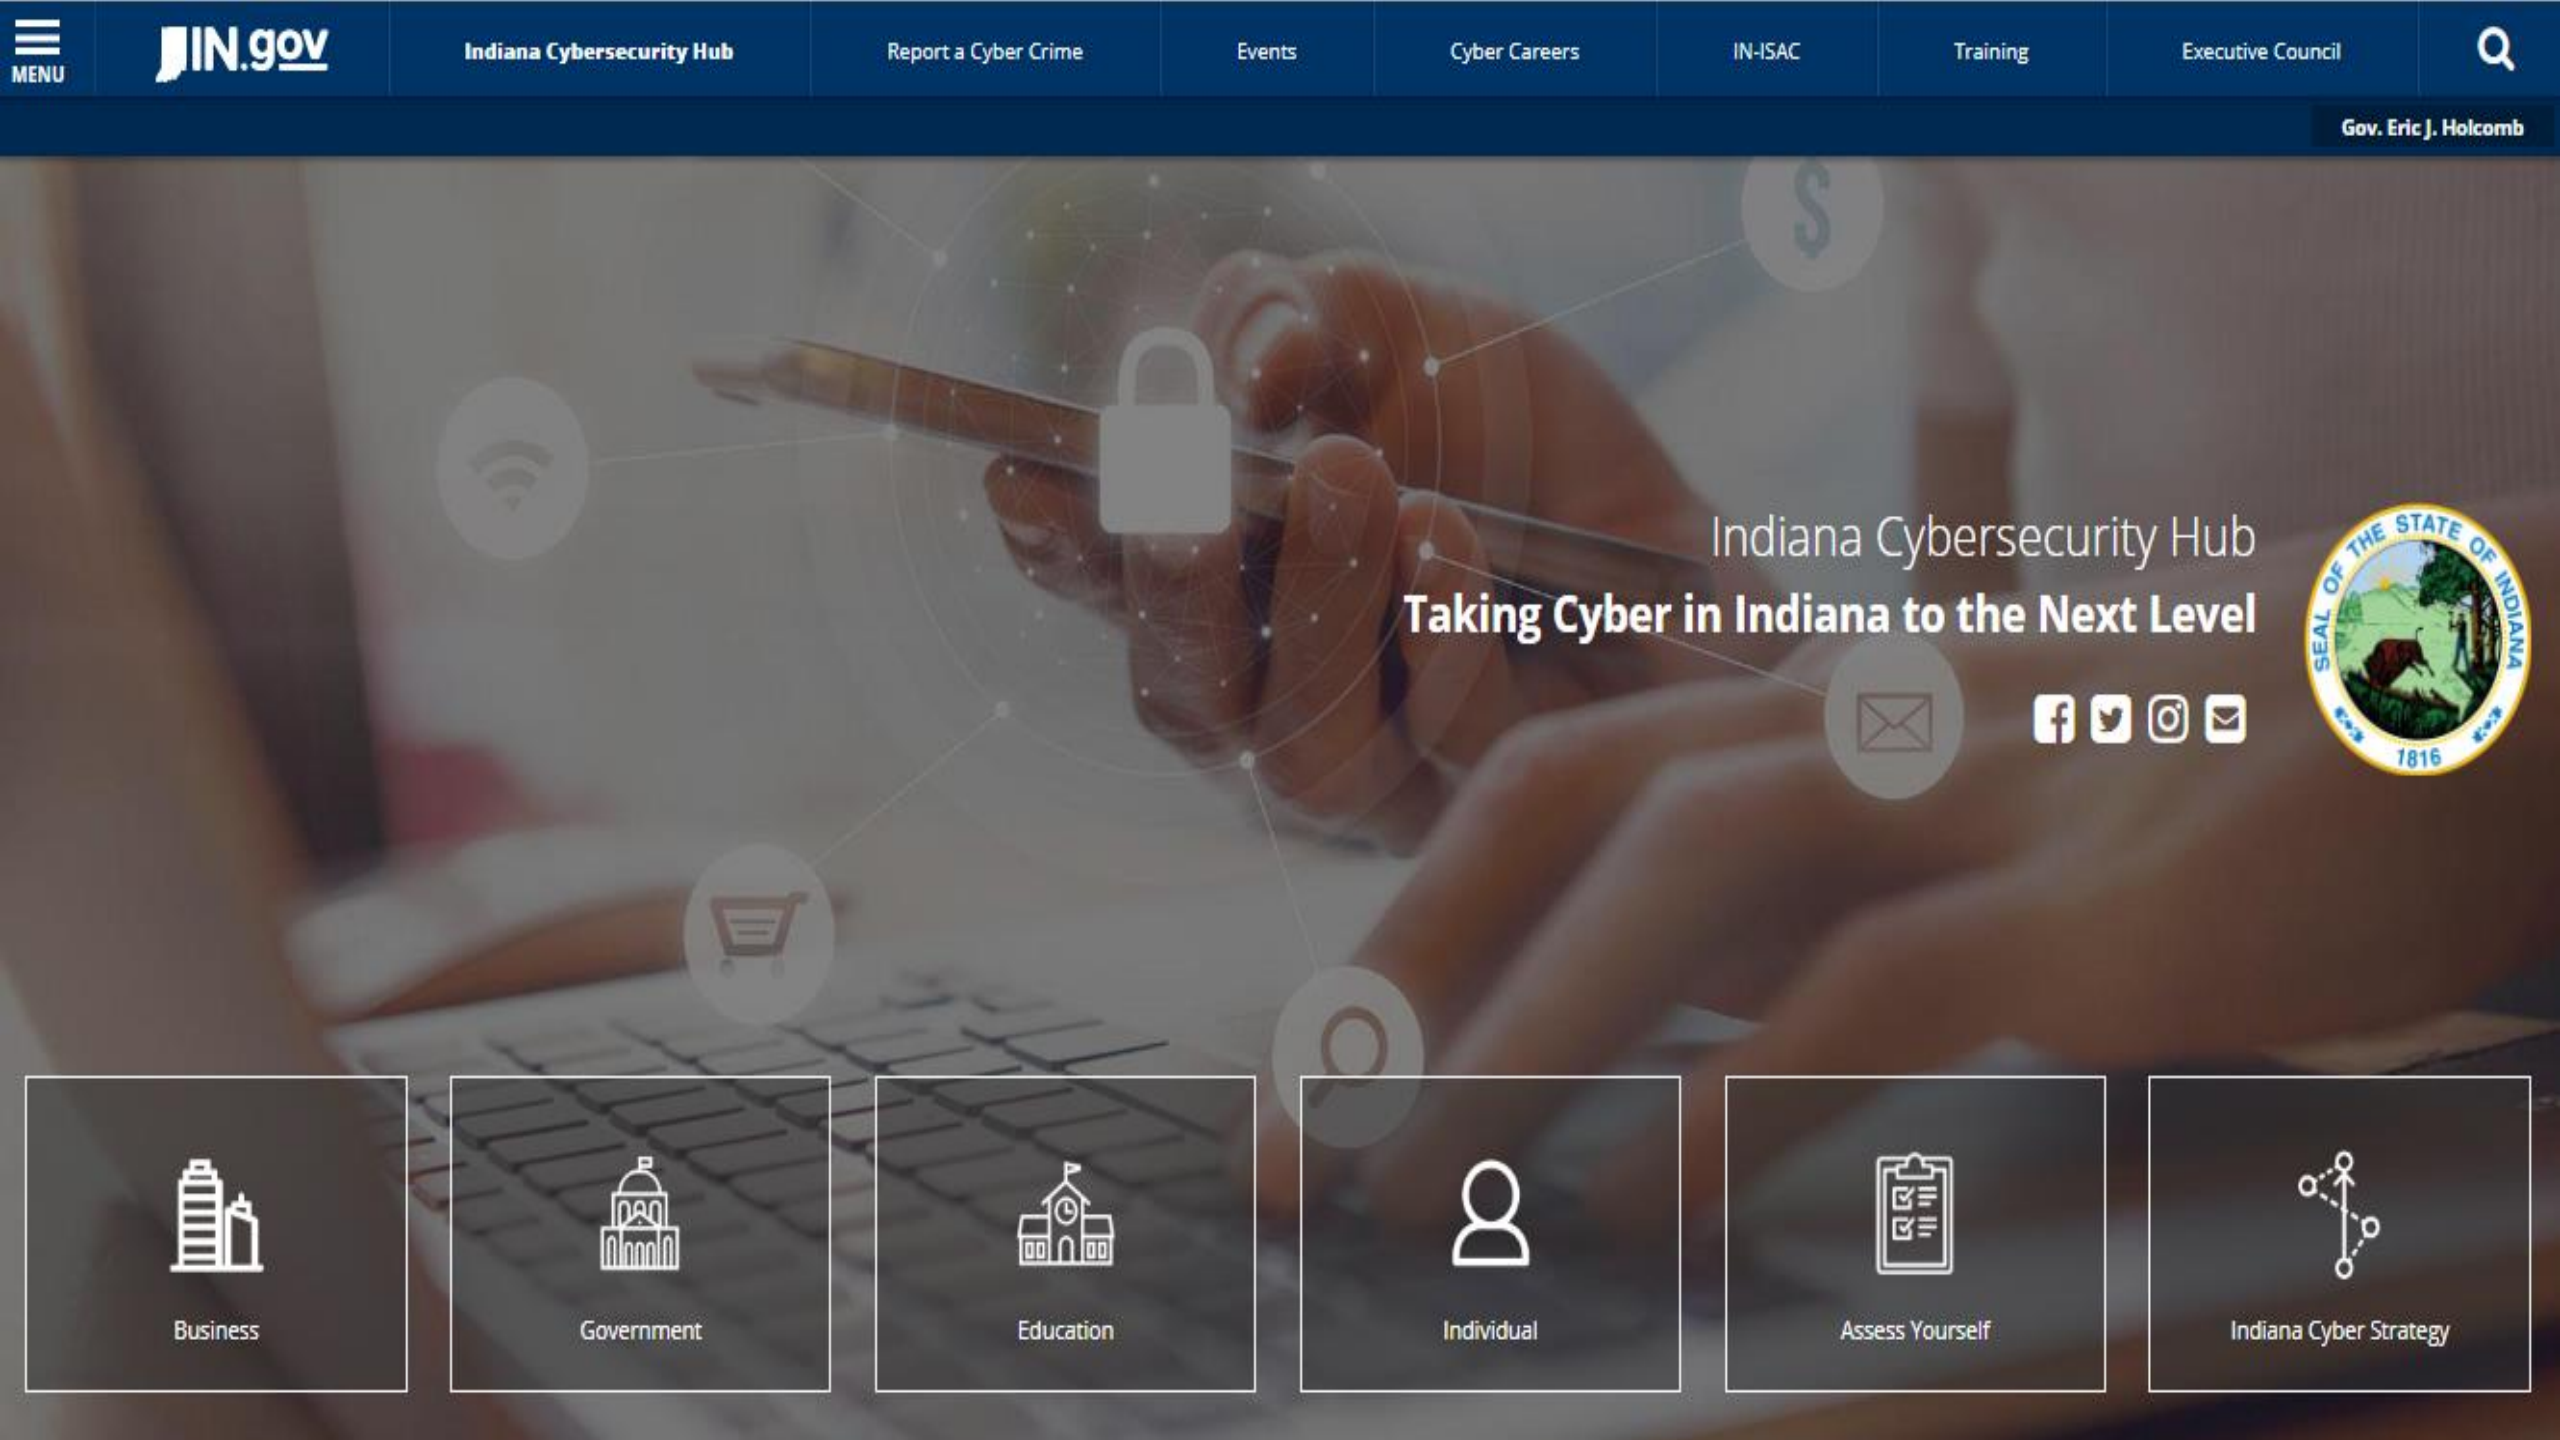 MENU
IN.gov
Indiana Cybersecurity Hub
Report a Cyber Crime
Events
Cyber Careers
IN-ISAC
Training
Executive Council
Gov. Eric J. Holcomb
$
Indiana Cybersecurity Hub
Taking Cyber in Indiana to the Next Level
SEAL OF THE STATE OF INDIANA
1816
Business
Government
Education
Individual
Assess Yourself
Indiana Cyber Strategy